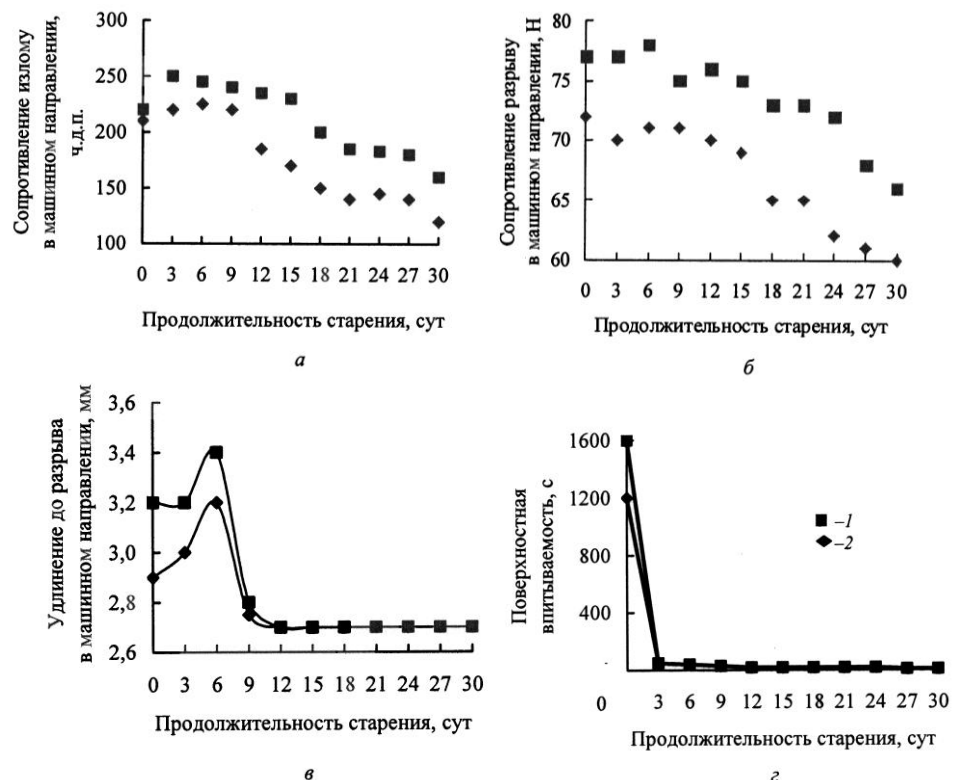 Сопротивление излому
в машинном направлении,
ч.д.п.
300
250
200
150
100
0 3 6 9 12 15 18 21 24 27 30
Продолжительность старения, сут
а
Сопротивление разрыву
в машинном направлении, Н
80
75
70
65
60
0 3 6 9 12 15 18 21 24 27 30
Продолжительность старения, сут
б
Удлинение до разрыва
в машинном направлении, мм
3,6
3,4
3,2
3,0
2,8
2,6
0 3 6 9 12 15 18 21 24 27 30
Продолжительность старения, сут
в
Поверхностная
впитываемость, с
1600
1200
800
400
–1
–2
0 3 6 9 12 15 18 21 24 27 30
Продолжительность старения, сут
г